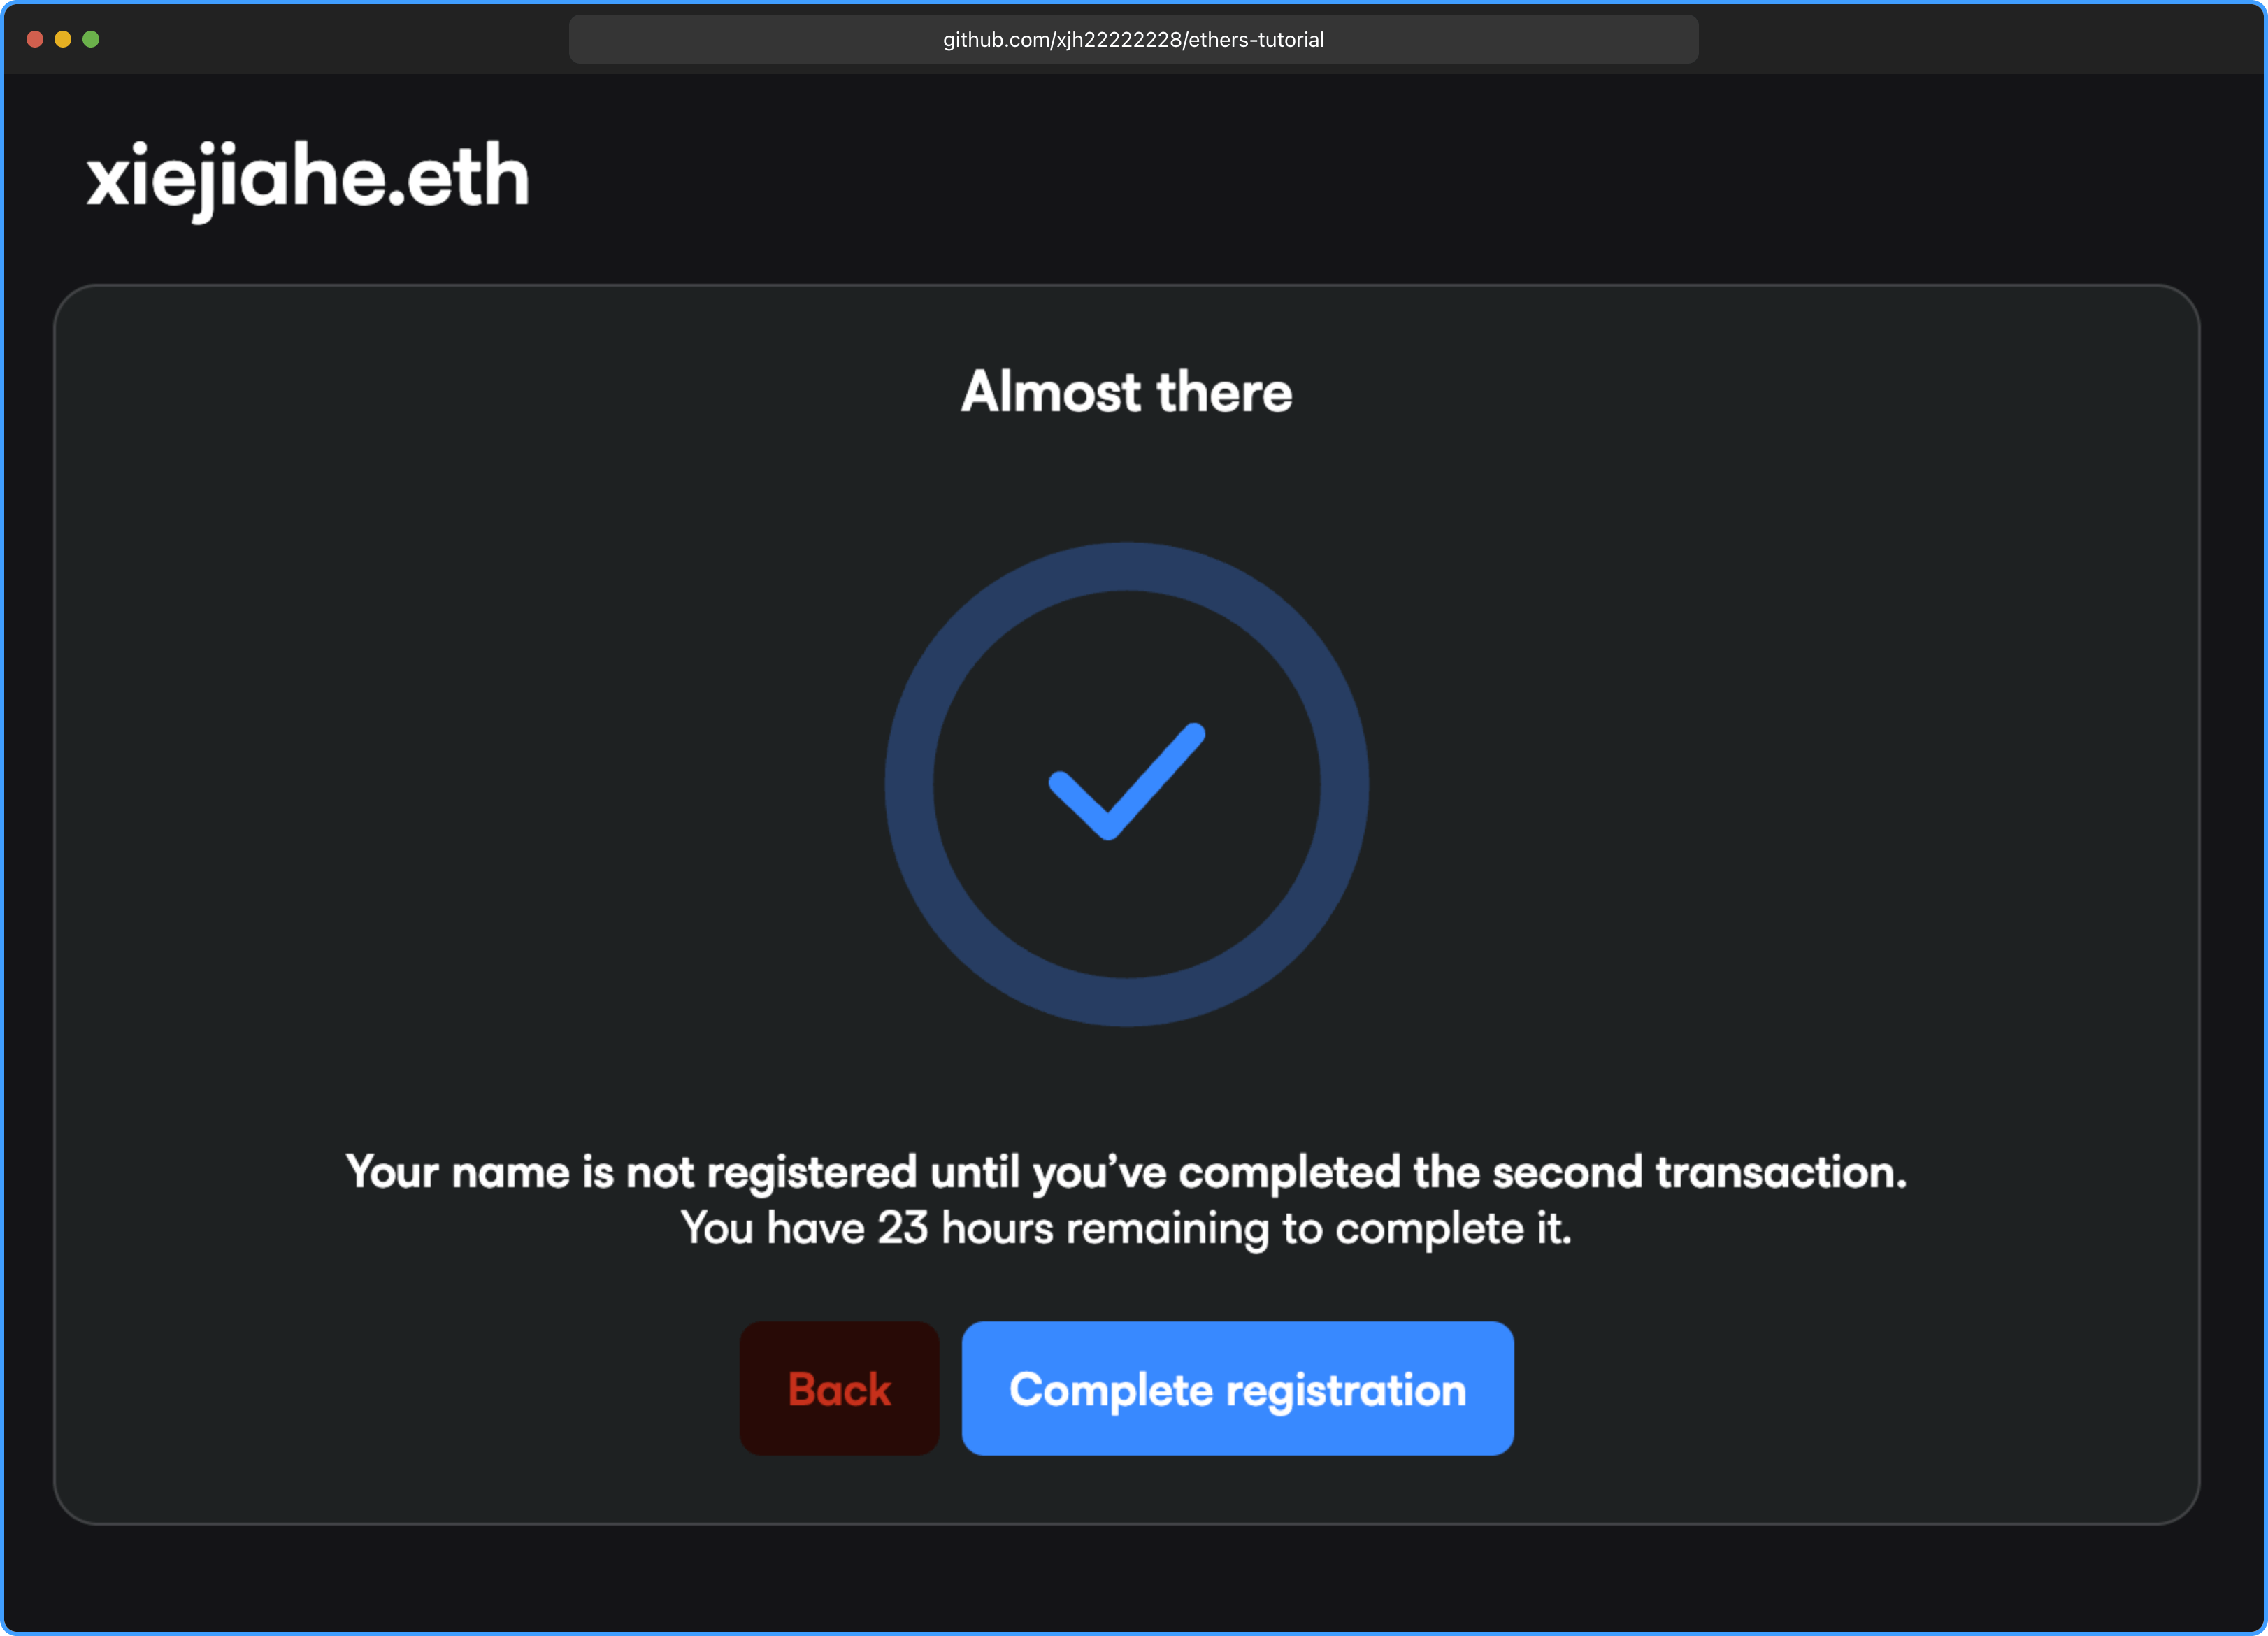 github.com/xjh22222228/ethers-tutorial
xiejiahe.eth
Almost there
Your name is not registered until you’ve completed the second transaction.
You have 23 hours remaining to complete it.
Back
Complete registration